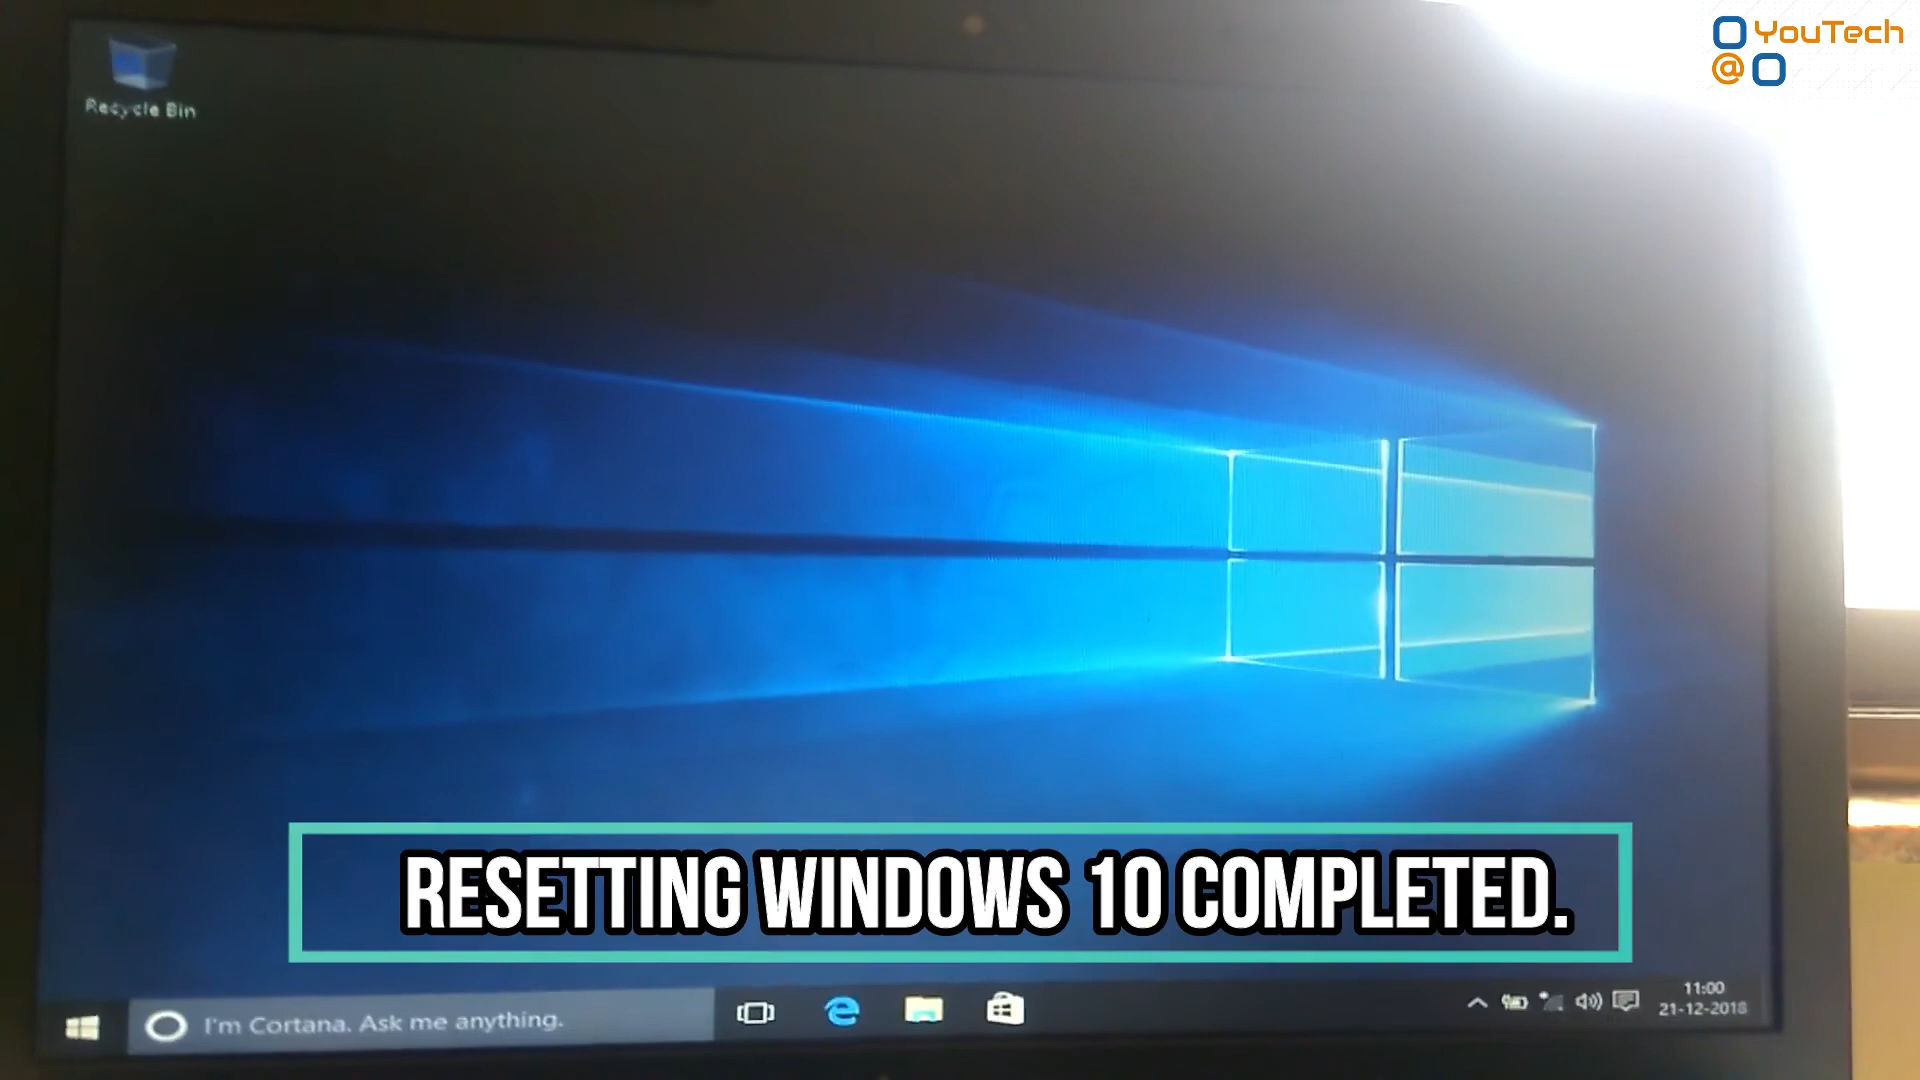 YouTech
@
Recycle Bin
RESETTING WINDOWS 10 COMPLETED.
I'm Cortana. Ask me anything.
11:00
21-12-2018